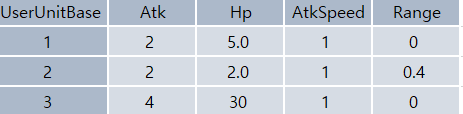 UserUnitBase Atk Hp AtkSpeed Range
1 2 5.0 1 0
2 2 2.0 1 0.4
3 4 30 1 0